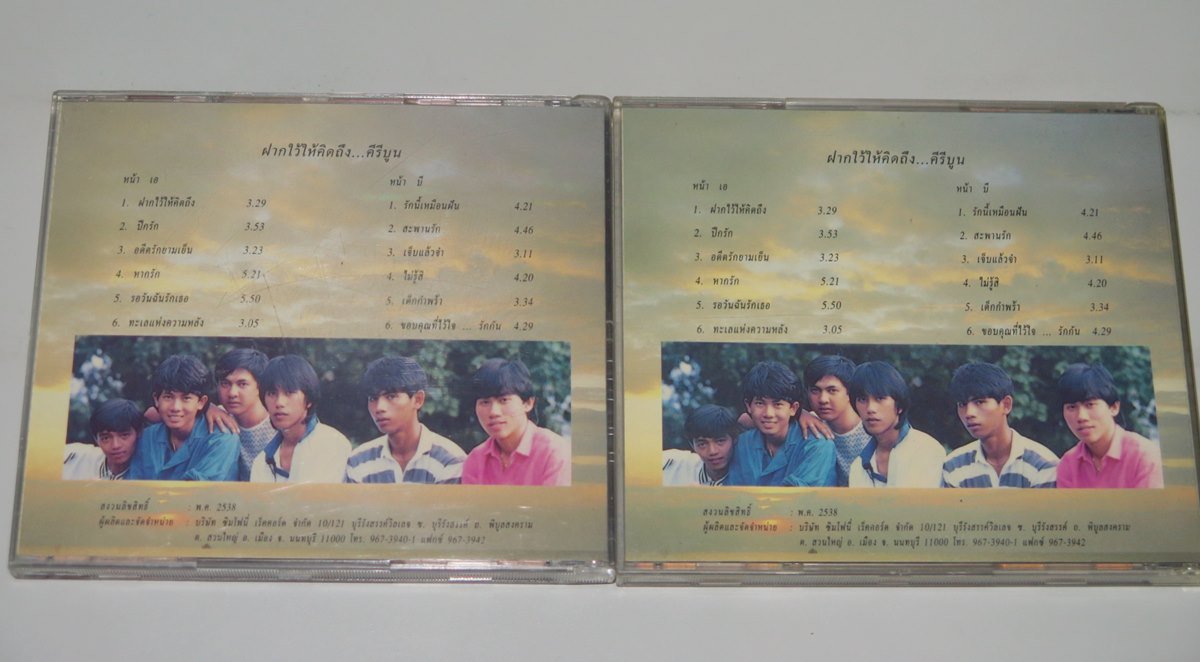 ฝากไว้ให้คิดถึง...คีรีบูน
หน้า เอ
1. ฝากไว้ให้คิดถึง 3.29
2. ปีกรัก 3.53
3. อดีตรักยามเย็น 3.23
4. หากรัก 5.21
5. รอวันฉันรักเธอ 5.50
6. ทะเลแห่งความหลัง 3.05
หน้า บี
1. รักนี้เหมือนฝัน 4.21
2. สะพานรัก 4.46
3. เจ็บแล้วจำ 3.11
4. ไม่รู้สิ 4.20
5. เด็กกำพร้า 3.34
6. ขอบคุณที่ไว้ใจ ... รักกัน 4.29
สงวนลิขสิทธิ์ : พ.ศ. 2538
ผู้ผลิตและจัดจำหน่าย : บริษัท ซิมโฟนี่ เร็คคอร์ด จำกัด 10/121 บุรีรังสรรค์วิลเลจ ซ. บุรีรังสรรค์ ถ. พิบูลสงคราม
ต. สวนใหญ่ อ. เมือง จ. นนทบุรี 11000 โทร. 967-3940-1 แฟกซ์ 967-3942
ฝากไว้ให้คิดถึง...คีรีบูน
หน้า เอ
1. ฝากไว้ให้คิดถึง 3.29
2. ปีกรัก 3.53
3. อดีตรักยามเย็น 3.23
4. หากรัก 5.21
5. รอวันฉันรักเธอ 5.50
6. ทะเลแห่งความหลัง 3.05
หน้า บี
1. รักนี้เหมือนฝัน 4.21
2. สะพานรัก 4.46
3. เจ็บแล้วจำ 3.11
4. ไม่รู้สิ 4.20
5. เด็กกำพร้า 3.34
6. ขอบคุณที่ไว้ใจ ... รักกัน 4.29
สงวนลิขสิทธิ์ : พ.ศ. 2538
ผู้ผลิตและจัดจำหน่าย : บริษัท ซิมโฟนี่ เร็คคอร์ด จำกัด 10/121 บุรีรังสรรค์วิลเลจ ซ. บุรีรังสรรค์ ถ. พิบูลสงคราม
ต. สวนใหญ่ อ. เมือง จ. นนทบุรี 11000 โทร. 967-3940-1 แฟกซ์ 967-3942